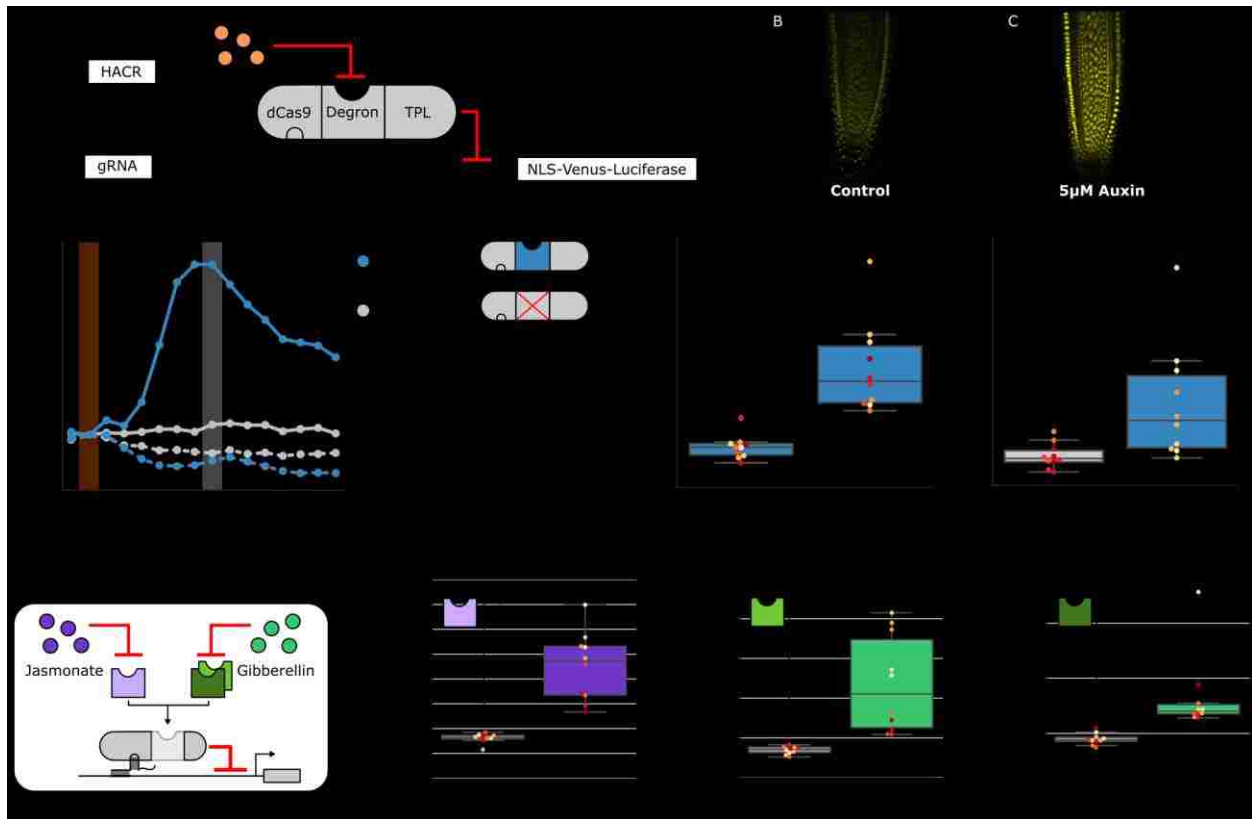 B
C
HACR
dCas9 Degron TPL
gRNA
NLS-Venus-Luciferase
Control
5μM Auxin
Jasmonate
Gibberellin